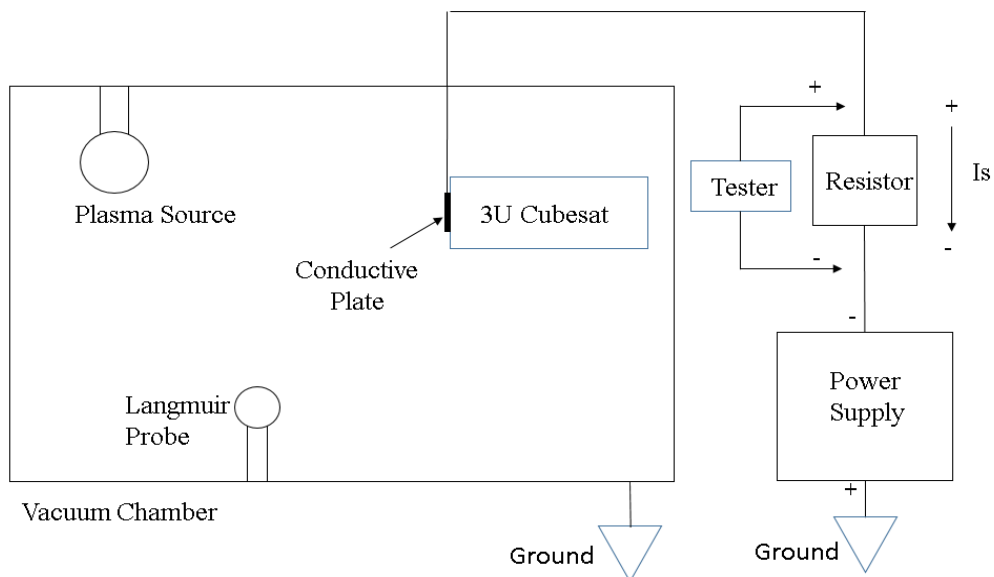 Plasma Source
3U Cubesat
Conductive
Plate
Langmuir
Probe
Vacuum Chamber
Ground
+
Tester
-
Resistor
+
Is
-
-
Power
Supply
+
Ground